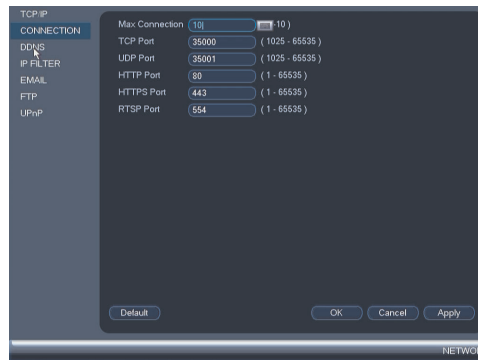 TCP/IP
CONNECTION
DDNS
IP FILTER
EMAIL
FTP
UPnP
Max Connection 10 -10 )
TCP Port 35000 ( 1025 - 65535 )
UDP Port 35001 ( 1025 - 65535 )
HTTP Port 80 ( 1 - 65535 )
HTTPS Port 443 ( 1 - 65535 )
RTSP Port 554 ( 1 - 65535 )
Default OK Cancel Apply
NETWO